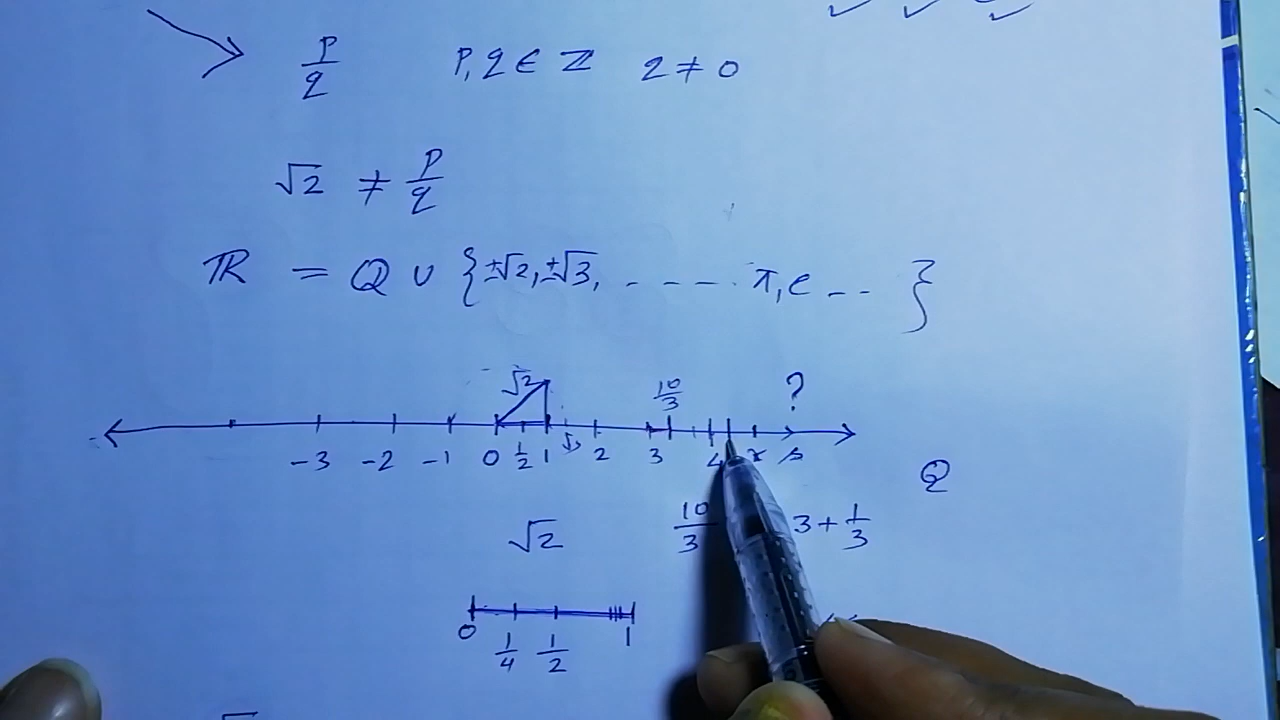 p/q p, q ∈ ℤ q ≠ 0
√2 ≠ p/q
ℝ = Q ∪ {±√2, ±√3, - - - - π, e - - }
√2 10/3 ?
-3 -2 -1 0 1/2 1 2 3 4
Q
√2 10/3 3 + 1/3
0 1/4 1/2 1